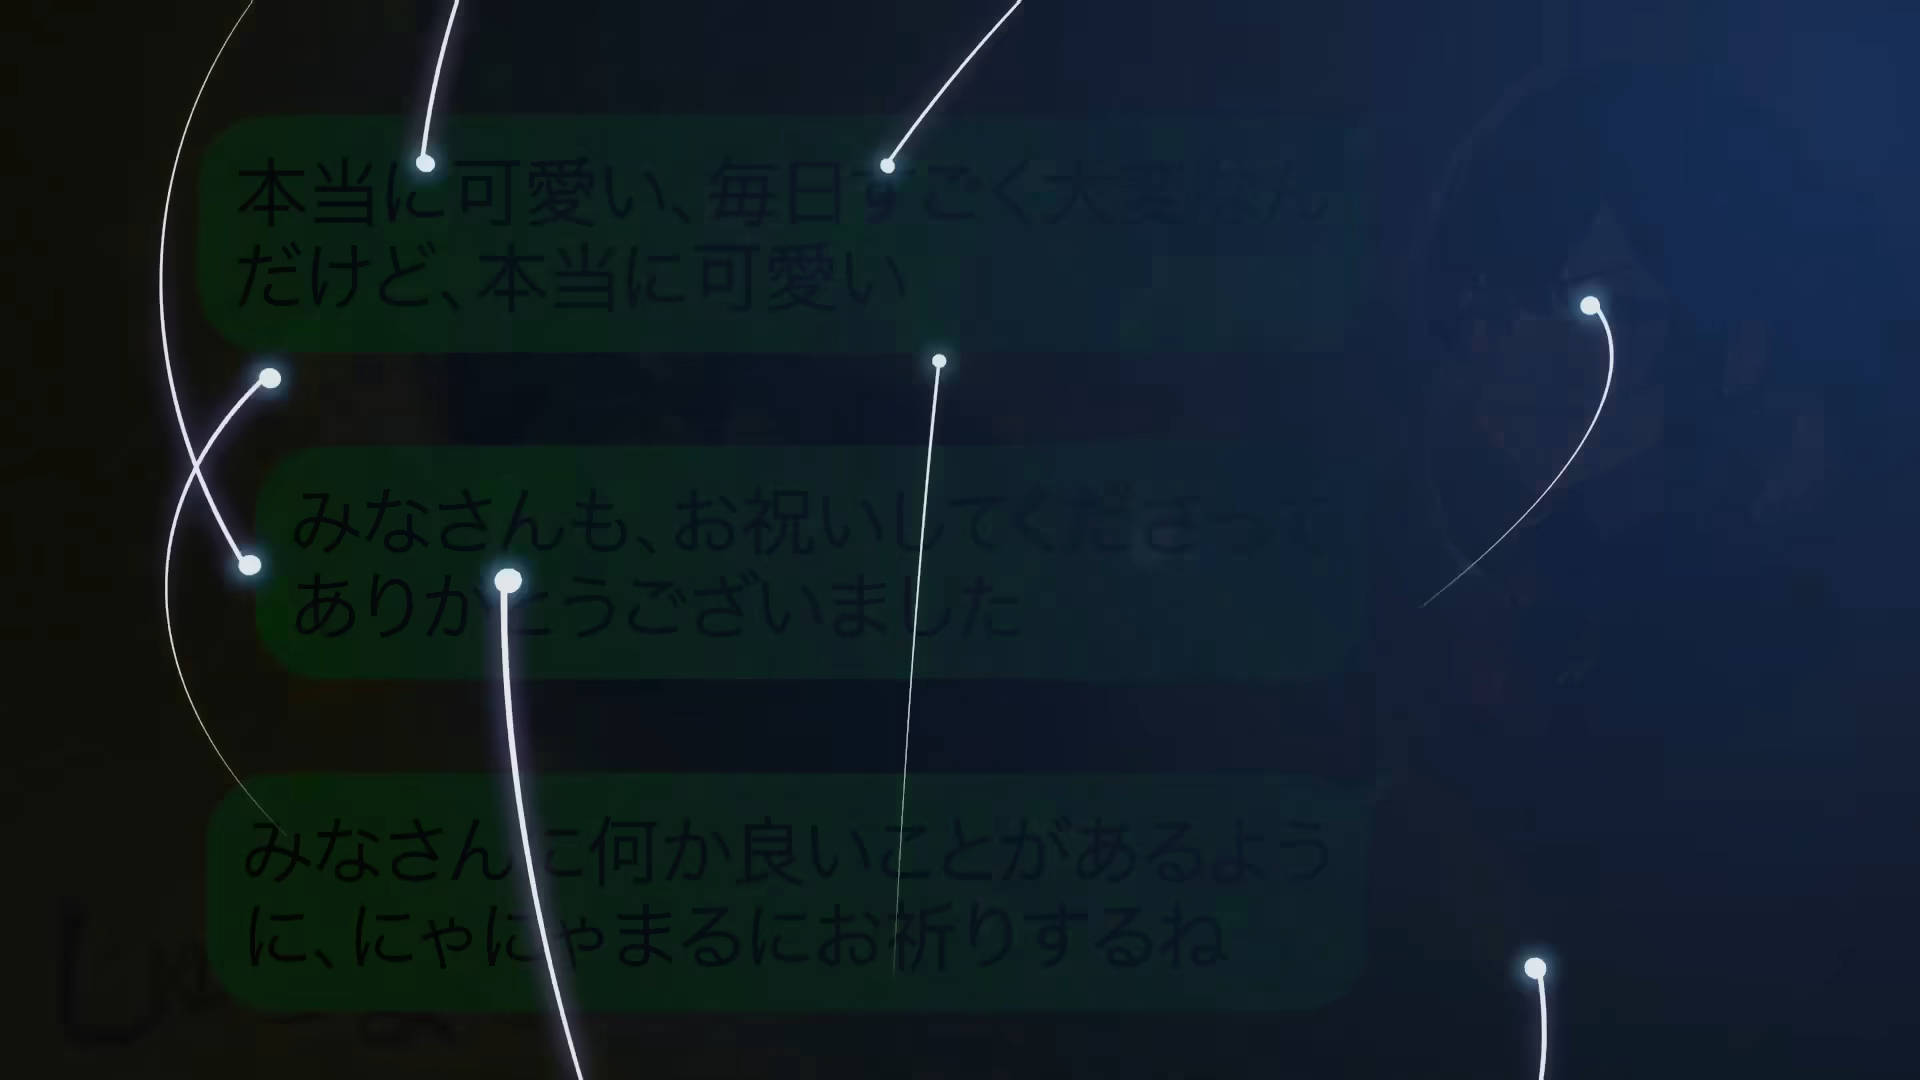 本当に可愛い、毎日すごく大変なん
だけど、本当に可愛い
みなさんも、お祝いしてくださって
ありがとうございました
みなさんに何か良いことがあるよう
に、にゃにゃまるにお祈りするね